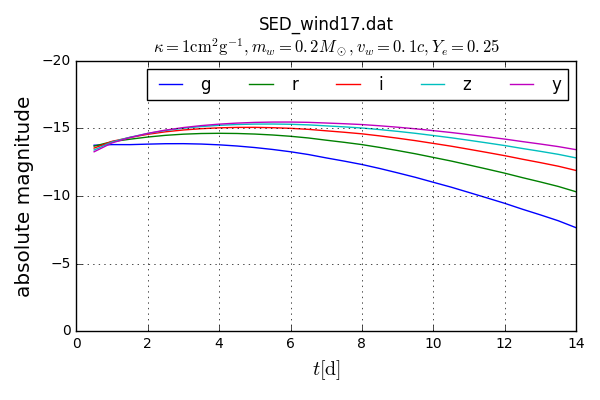 SED_wind17.dat
κ = 1cm²g⁻¹, m_w = 0.2M_⊙, v_w = 0.1c, Y_e = 0.25
g r i z y
−20
−15
−10
−5
0
absolute magnitude
0 2 4 6 8 10 12 14
t[d]